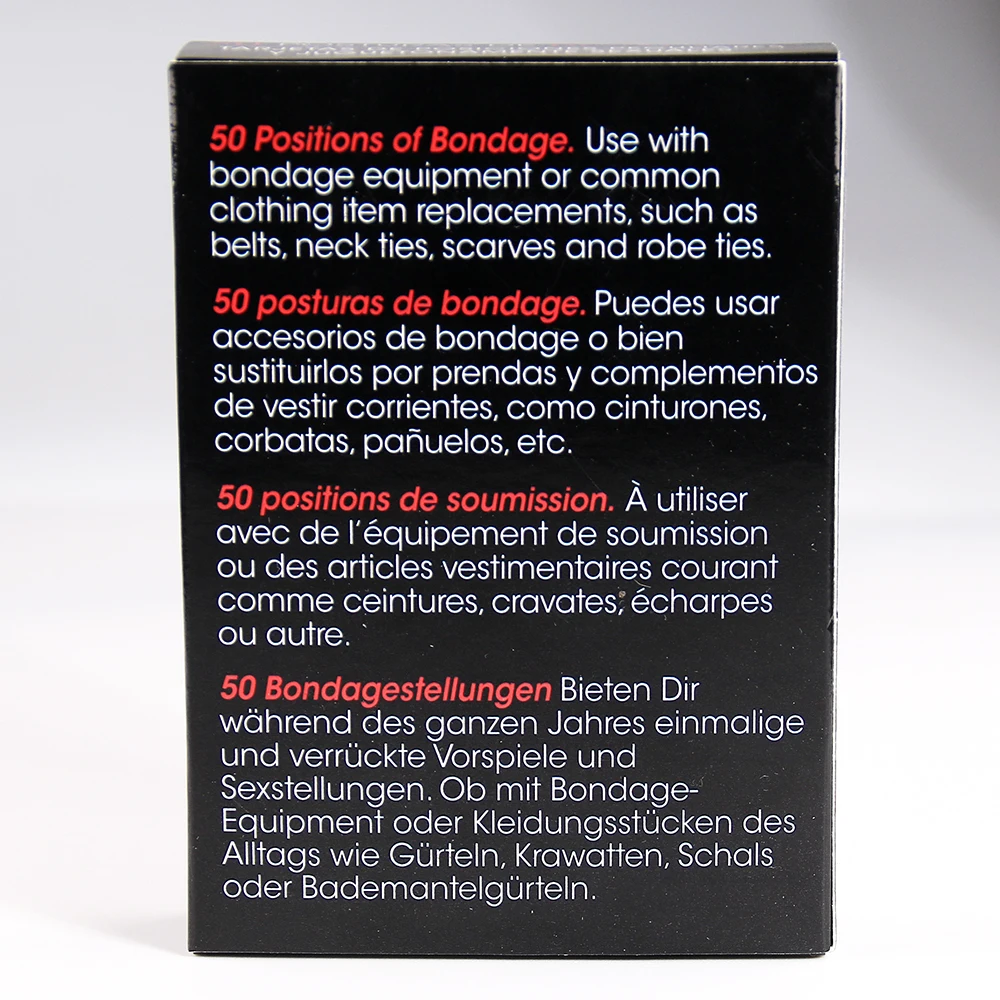 50 Positions of Bondage. Use with
bondage equipment or common
clothing item replacements, such as
belts, neck ties, scarves and robe ties.
50 posturas de bondage. Puedes usar
accesorios de bondage o bien
sustituirlos por prendas y complementos
de vestir corrientes, como cinturones,
corbatas, pañuelos, etc.
50 positions de soumission. À utiliser
avec de l'équipement de soumission
ou des articles vestimentaires courant
comme ceintures, cravates, écharpes
ou autre.
50 Bondagestellungen Bieten Dir
während des ganzen Jahres einmalige
und verrückte Vorspiele und
Sexstellungen. Ob mit Bondage-
Equipment oder Kleidungsstücken des
Alltags wie Gürteln, Krawatten, Schals
oder Bademantelgürteln.